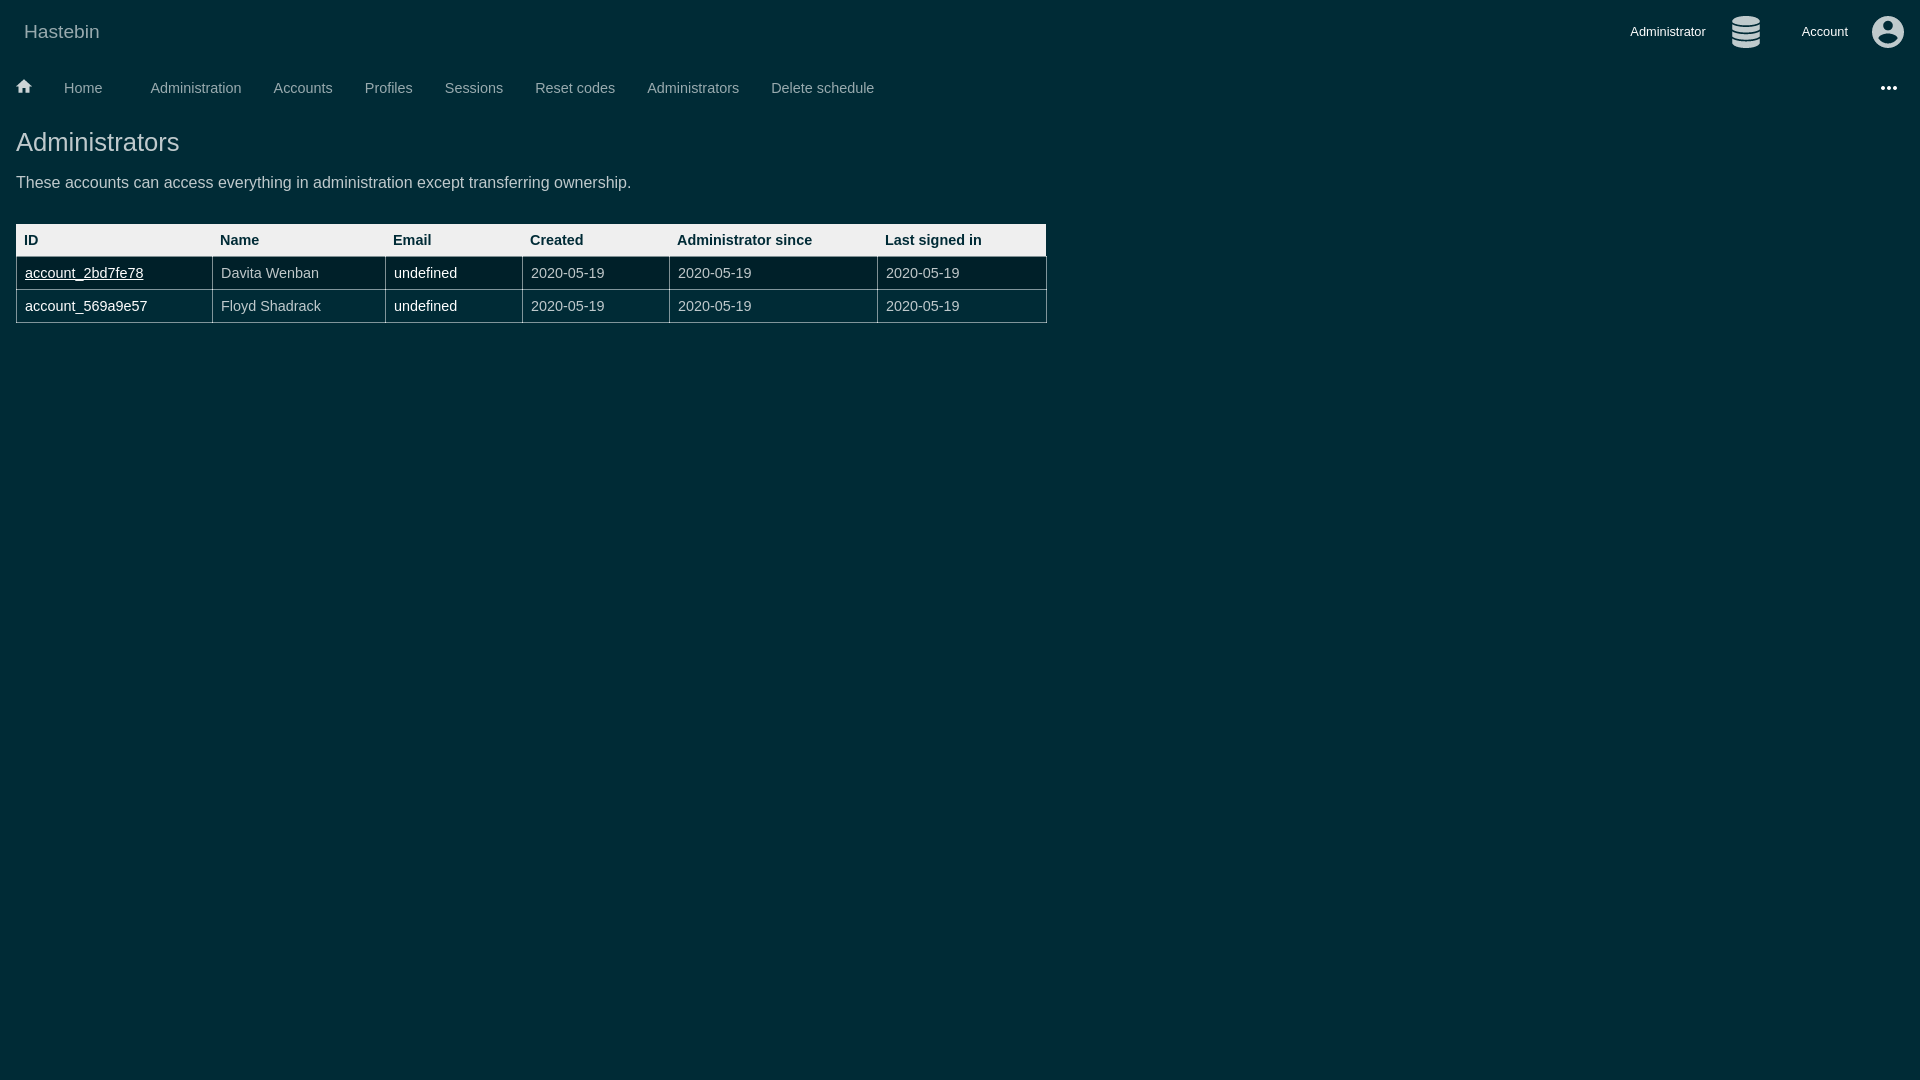 Hastebin
Administrator
Account
Home Administration Accounts Profiles Sessions Reset codes Administrators Delete schedule
Administrators
These accounts can access everything in administration except transferring ownership.
ID Name Email Created Administrator since Last signed in
account_2bd7fe78 Davita Wenban undefined 2020-05-19 2020-05-19 2020-05-19
account_569a9e57 Floyd Shadrack undefined 2020-05-19 2020-05-19 2020-05-19